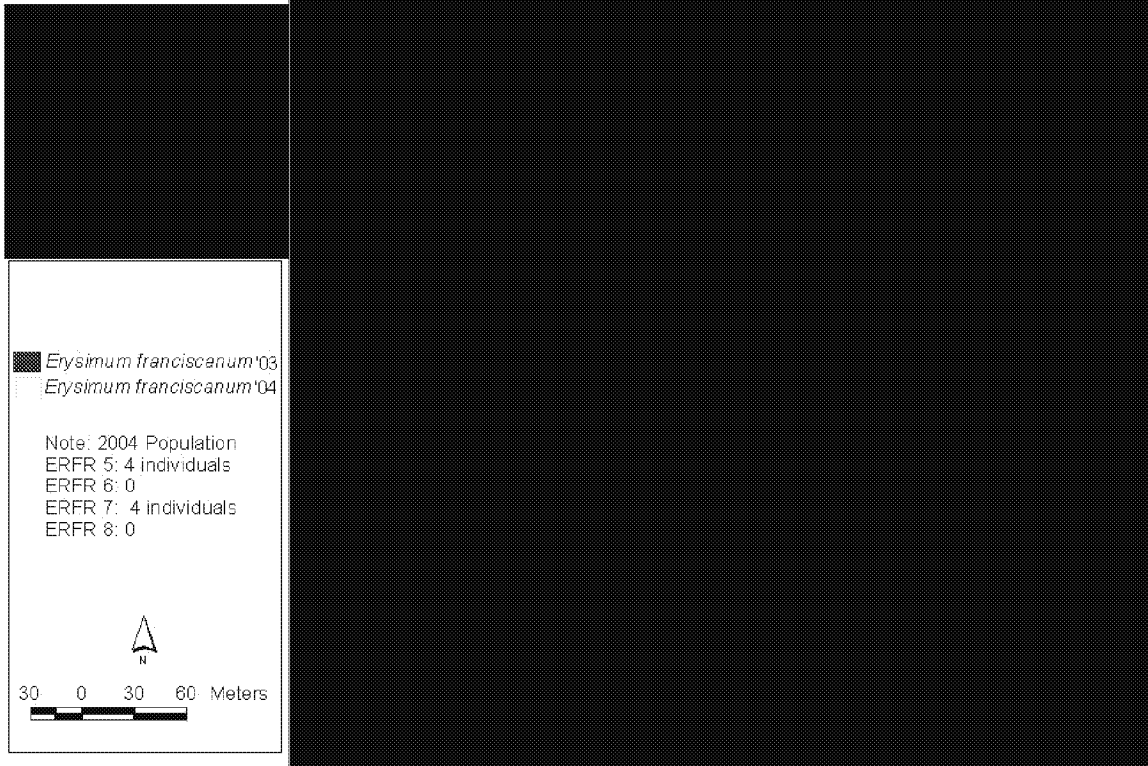 Erysimum franciscanum '03
Erysimum franciscanum '04
Note: 2004 Population
ERFR 5: 4 individuals
ERFR 6: 0
ERFR 7: 4 individuals
ERFR 8: 0
N
30 0 30 60 Meters